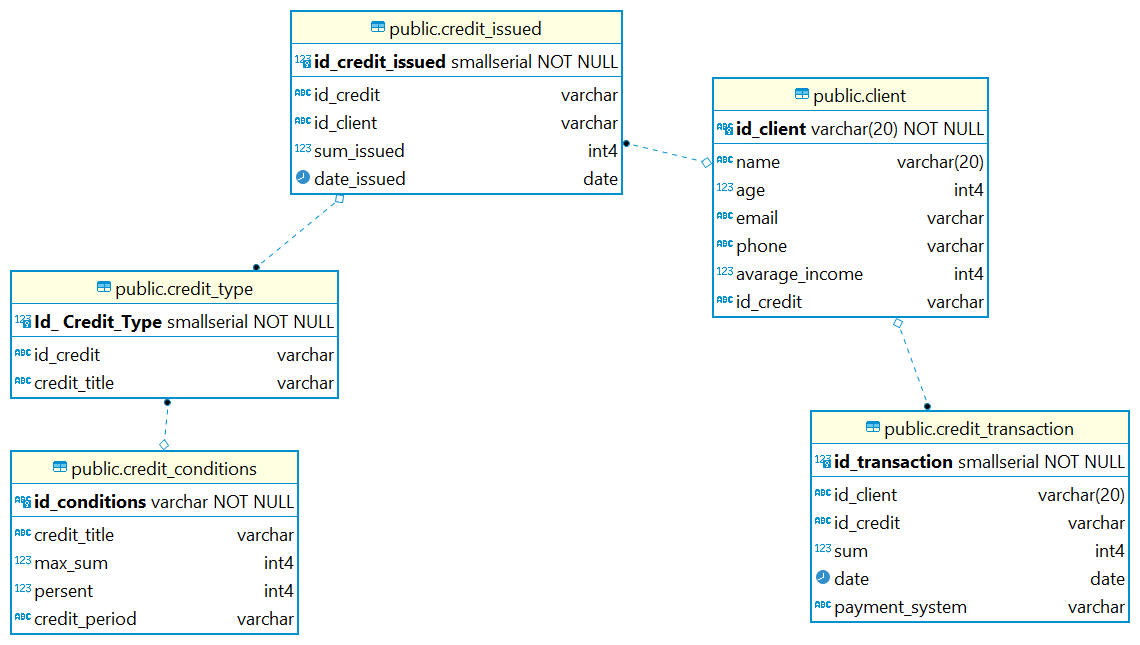 public.credit_issued
id_credit_issued smallserial NOT NULL
id_credit varchar
id_client varchar
sum_issued int4
date_issued date
public.client
id_client varchar(20) NOT NULL
name varchar(20)
age int4
email varchar
phone varchar
avarage_income int4
id_credit varchar
public.credit_type
Id_ Credit_Type smallserial NOT NULL
id_credit varchar
credit_title varchar
public.credit_conditions
id_conditions varchar NOT NULL
credit_title varchar
max_sum int4
persent int4
credit_period varchar
public.credit_transaction
id_transaction smallserial NOT NULL
id_client varchar(20)
id_credit varchar
sum int4
date date
payment_system varchar